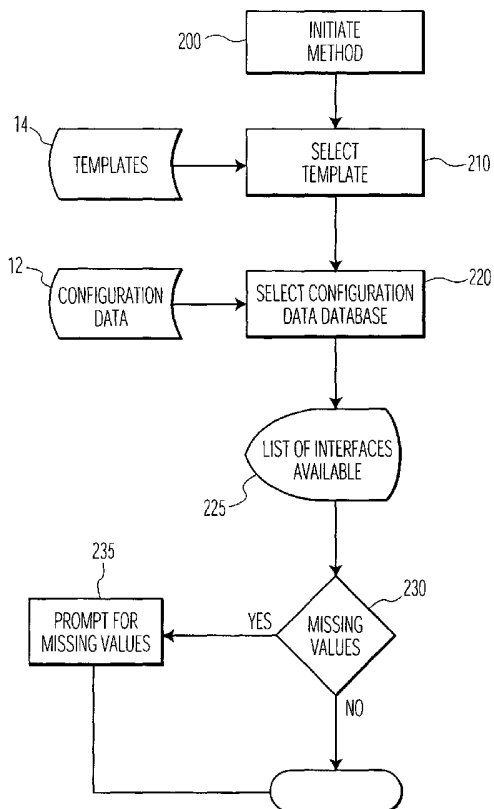 200
INITIATE
METHOD
14
TEMPLATES
SELECT
TEMPLATE
210
12
CONFIGURATION
DATA
SELECT CONFIGURATION
DATA DATABASE
220
LIST OF INTERFACES
AVAILABLE
225
235
PROMPT FOR
MISSING VALUES
YES
MISSING
VALUES
230
NO